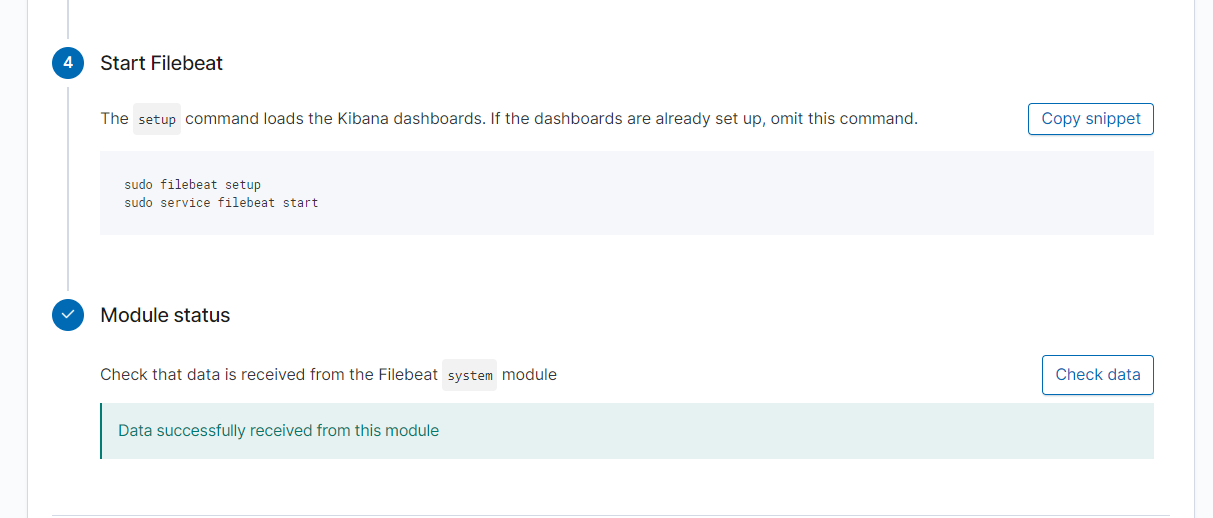 4 Start Filebeat
The setup command loads the Kibana dashboards. If the dashboards are already set up, omit this command.
Copy snippet
sudo filebeat setup
sudo service filebeat start
Module status
Check that data is received from the Filebeat system module
Check data
Data successfully received from this module